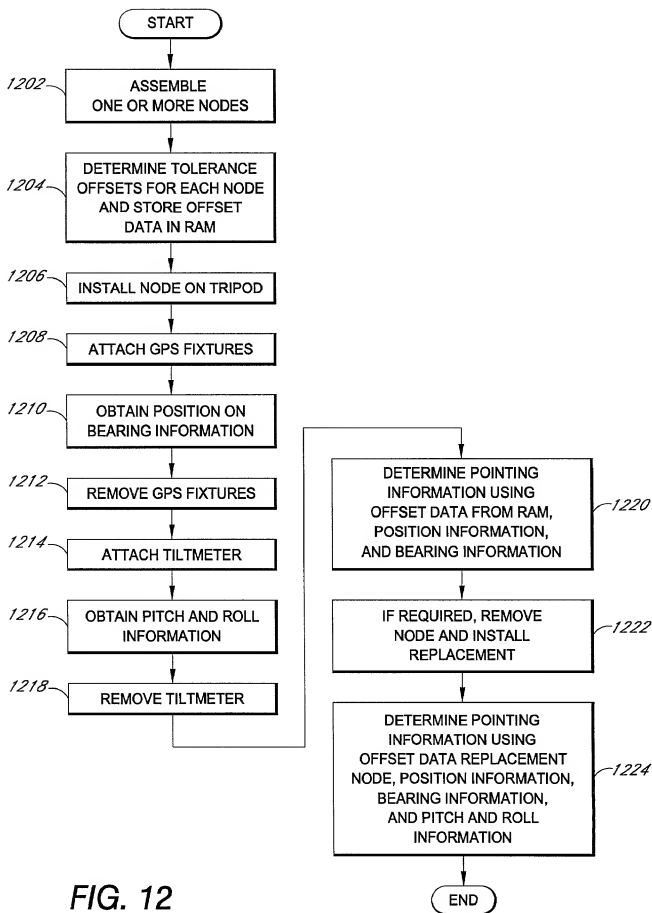 START
1202
ASSEMBLE
ONE OR MORE NODES
1204
DETERMINE TOLERANCE
OFFSETS FOR EACH NODE
AND STORE OFFSET
DATA IN RAM
1206
INSTALL NODE ON TRIPOD
1208
ATTACH GPS FIXTURES
1210
OBTAIN POSITION ON
BEARING INFORMATION
1212
REMOVE GPS FIXTURES
1214
ATTACH TILTMETER
1216
OBTAIN PITCH AND ROLL
INFORMATION
1218
REMOVE TILTMETER
DETERMINE POINTING
INFORMATION USING
OFFSET DATA FROM RAM,
POSITION INFORMATION,
AND BEARING INFORMATION
1220
IF REQUIRED, REMOVE
NODE AND INSTALL
REPLACEMENT
1222
DETERMINE POINTING
INFORMATION USING
OFFSET DATA REPLACEMENT
NODE, POSITION INFORMATION,
BEARING INFORMATION,
AND PITCH AND ROLL
INFORMATION
1224
END
FIG. 12